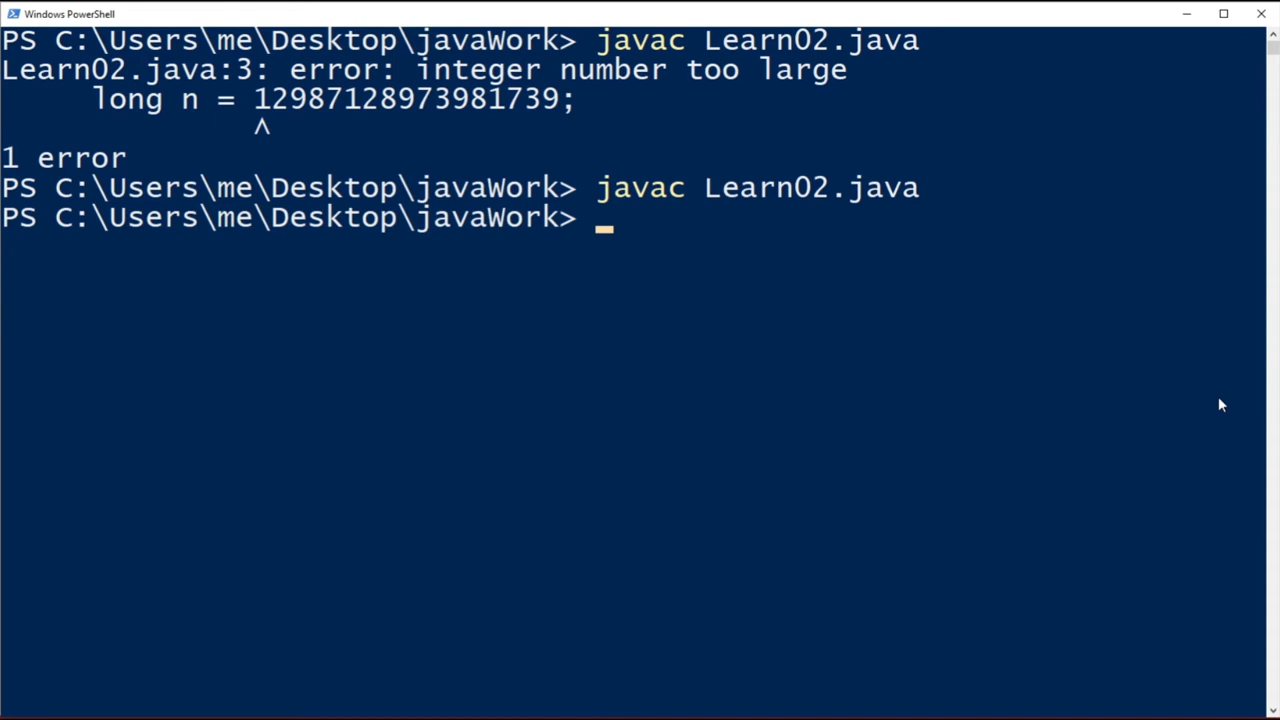 Windows PowerShell
PS C:\Users\me\Desktop\javaWork> javac Learn02.java
Learn02.java:3: error: integer number too large
long n = 12987128973981739;
^
1 error
PS C:\Users\me\Desktop\javaWork> javac Learn02.java
PS C:\Users\me\Desktop\javaWork>